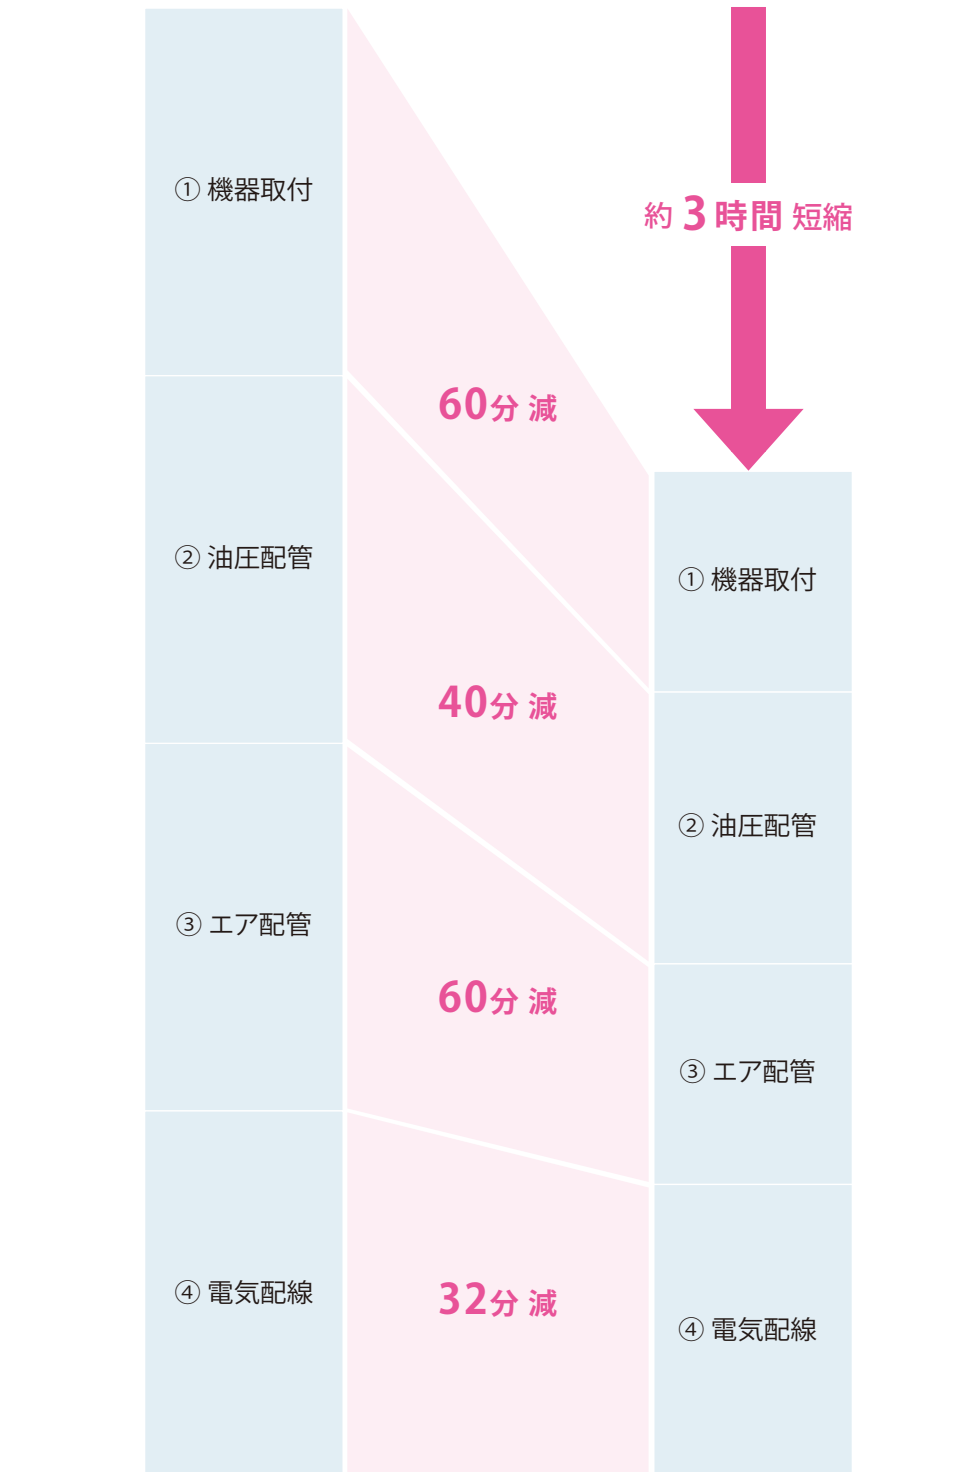 ① 機器取付
② 油圧配管
③ エア配管
④ 電気配線
60分 減
40分 減
60分 減
32分 減
約 3 時間 短縮
① 機器取付
② 油圧配管
③ エア配管
④ 電気配線